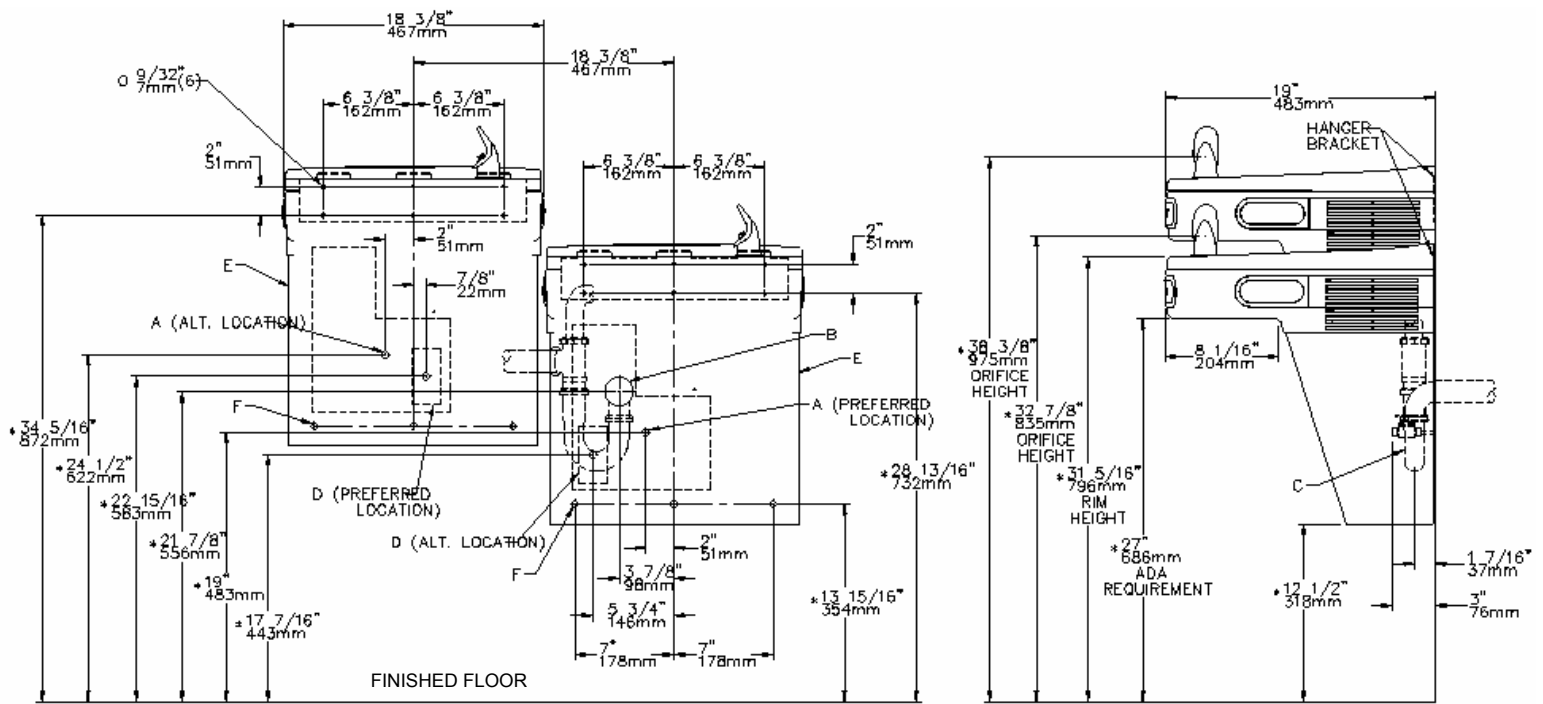 18 3/8"
467mm
18 3/8"
467mm
O 9/32"
7mm(6)
6 3/8"
162mm
6 3/8"
162mm
2"
51mm
6 3/8"
162mm
6 3/8"
162mm
2"
51mm
2"
51mm
E
7/8"
22mm
A (ALT. LOCATION)
B
E
F
A (PREFERRED
LOCATION)
*34 5/16"
872mm
*24 1/2"
622mm
*28 13/16"
732mm
*22 15/16"
583mm
D (PREFERRED
LOCATION)
*21 7/8"
556mm
D (ALT. LOCATION)
2"
51mm
F
3 7/8"
98mm
*19"
483mm
*13 15/16"
354mm
5 3/4"
146mm
*17 7/16"
443mm
7"
178mm
7"
178mm
FINISHED FLOOR
19"
483mm
HANGER
BRACKET
*38 3/8"
975mm
ORIFICE
HEIGHT
8 1/16"
204mm
*32 7/8"
835mm
ORIFICE
HEIGHT
*31 5/16"
796mm
RIM
HEIGHT
C
*27"
686mm
ADA
REQUIREMENT
1 7/16"
37mm
*12 1/2"
318mm
3"
76mm